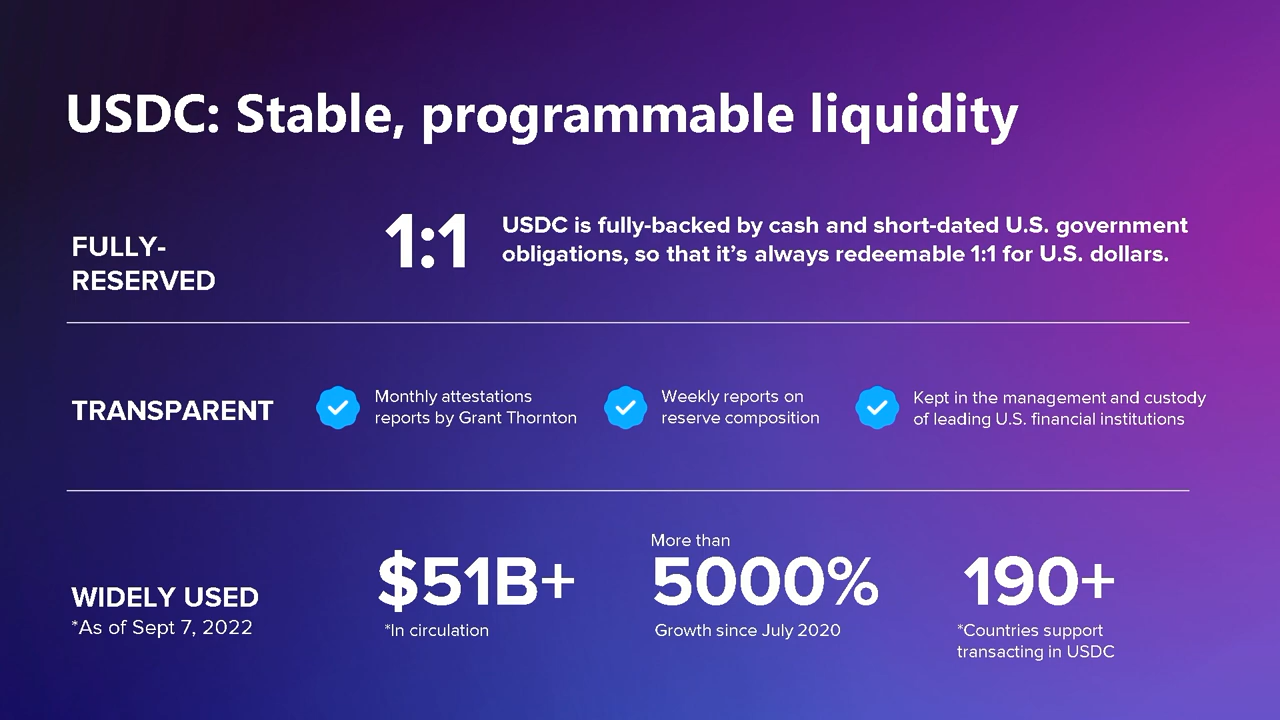 USDC: Stable, programmable liquidity
FULLY-
RESERVED
1:1
USDC is fully-backed by cash and short-dated U.S. government
obligations, so that it’s always redeemable 1:1 for U.S. dollars.
TRANSPARENT
Monthly attestations
reports by Grant Thornton
Weekly reports on
reserve composition
Kept in the management and custody
of leading U.S. financial institutions
WIDELY USED
*As of Sept 7, 2022
$51B+
*In circulation
More than
5000%
Growth since July 2020
190+
*Countries support
transacting in USDC